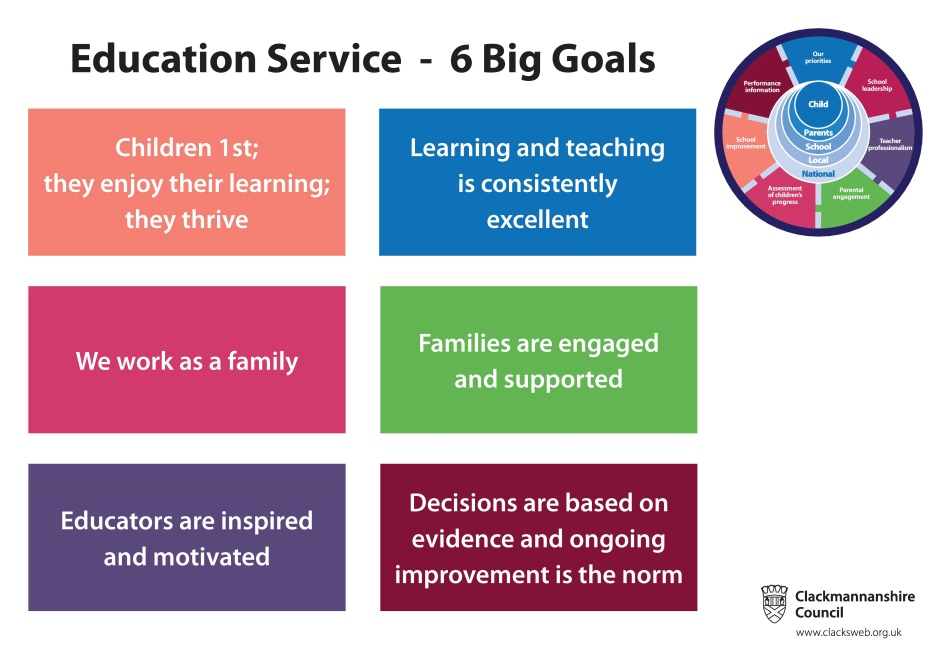 Education Service - 6 Big Goals
Children 1st;
they enjoy their learning;
they thrive
Learning and teaching
is consistently
excellent
We work as a family
Families are engaged
and supported
Educators are inspired
and motivated
Decisions are based on
evidence and ongoing
improvement is the norm
Our
priorities
School
leadership
Teacher
professionalism
Parental
engagement
Assessment
of children's
progress
School
improvement
Performance
information
Child
Parents
School
Local
National
Clackmannanshire
Council
www.clacksweb.org.uk